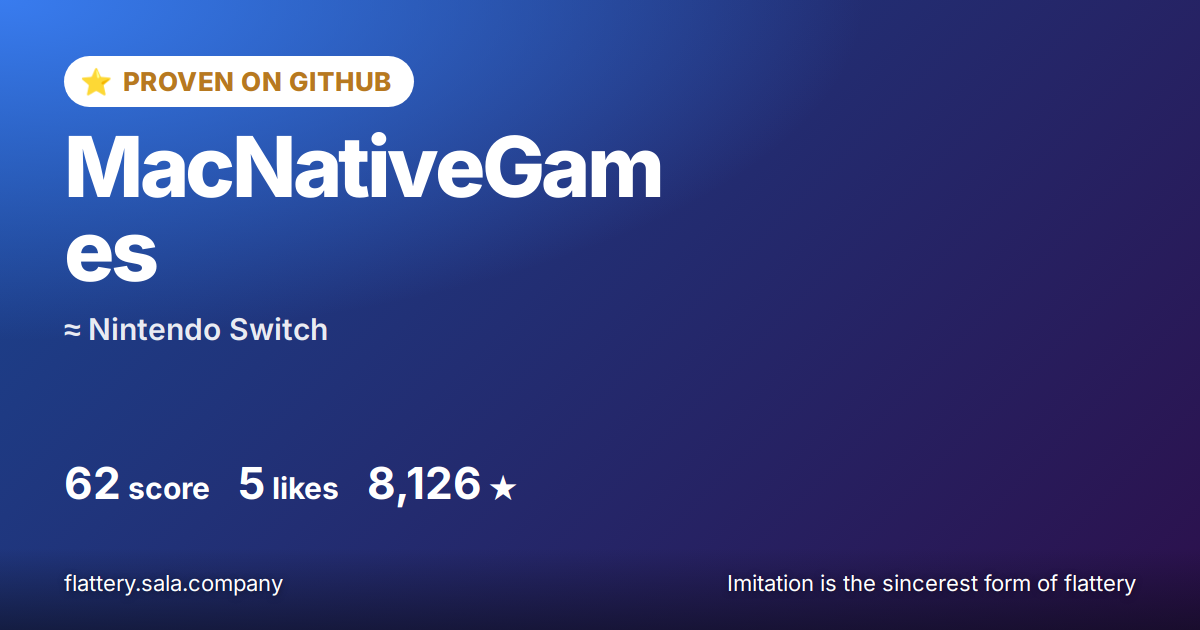 ⭐ PROVEN ON GITHUB
MacNativeGam
es
≈ Nintendo Switch
62 score 5 likes 8,126 ★
flattery.sala.company
Imitation is the sincerest form of flattery